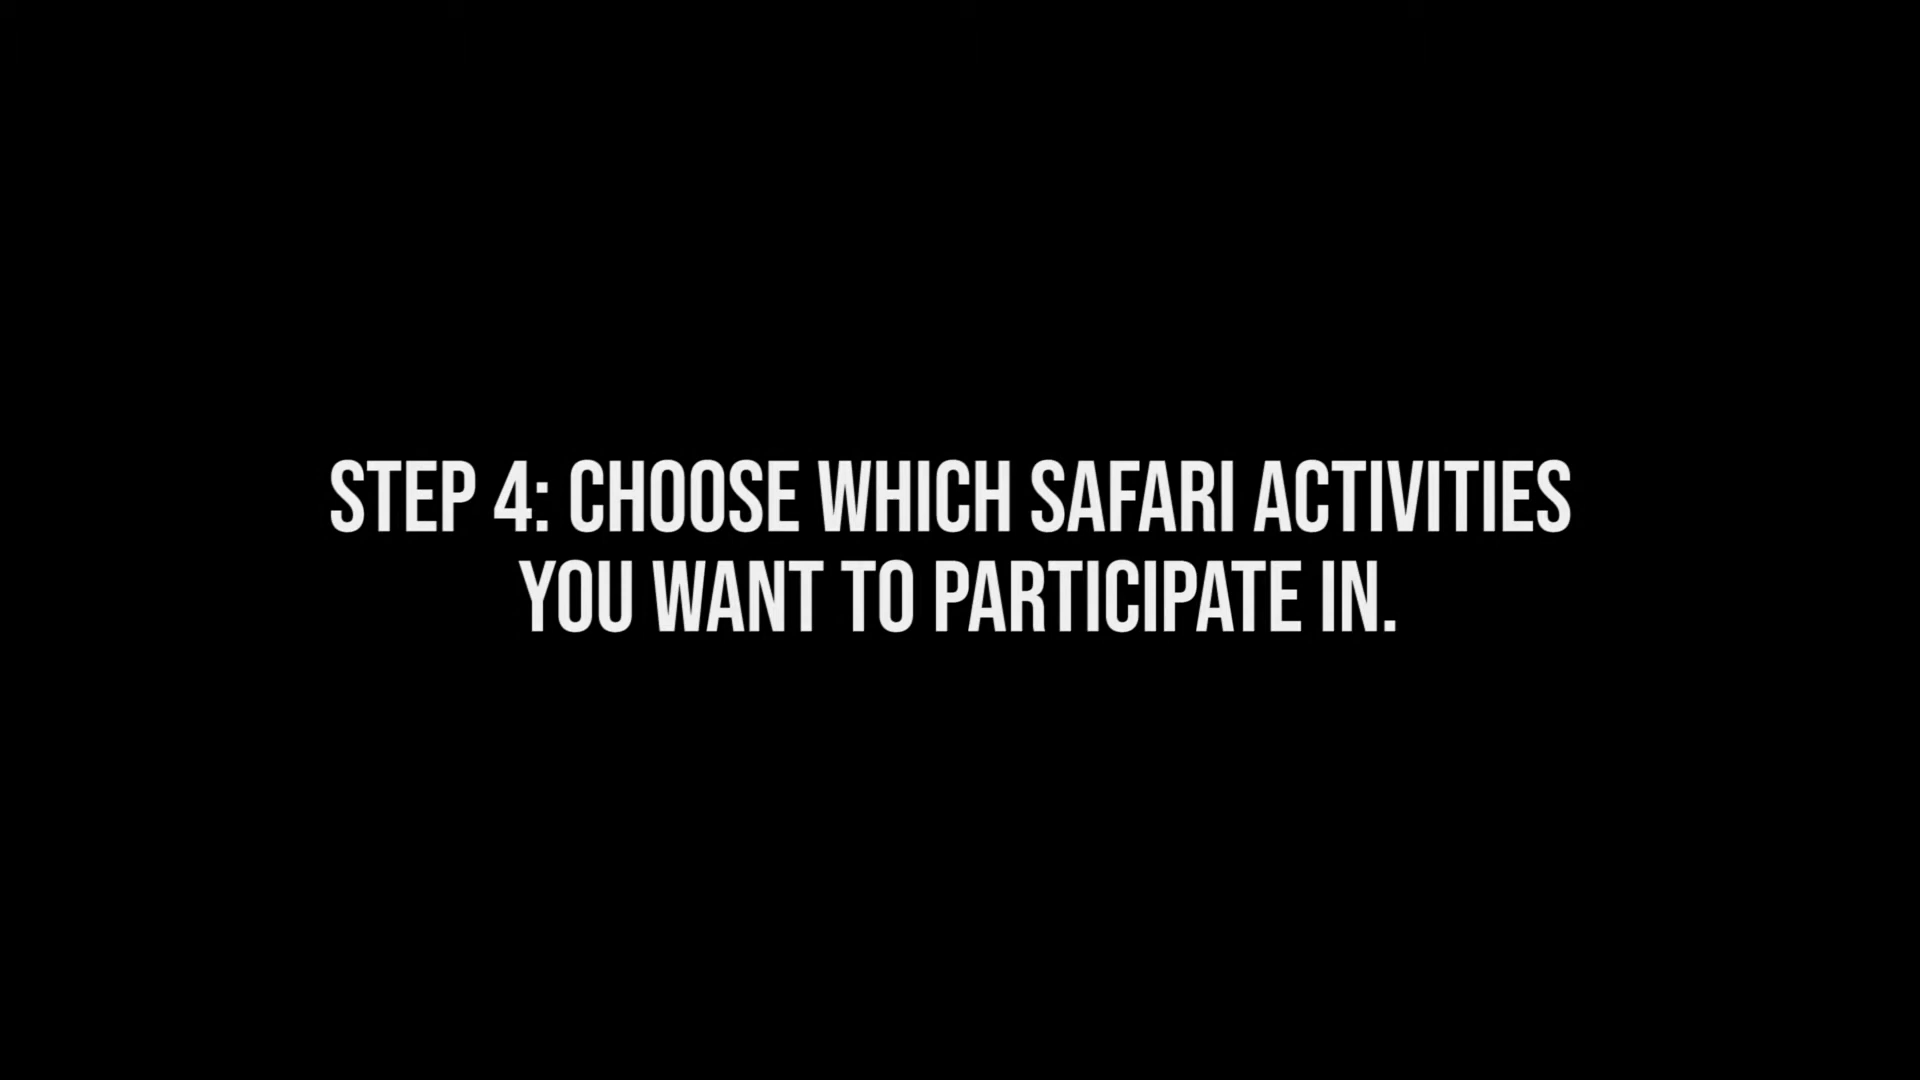 STEP 4: CHOOSE WHICH SAFARI ACTIVITIES
YOU WANT TO PARTICIPATE IN.